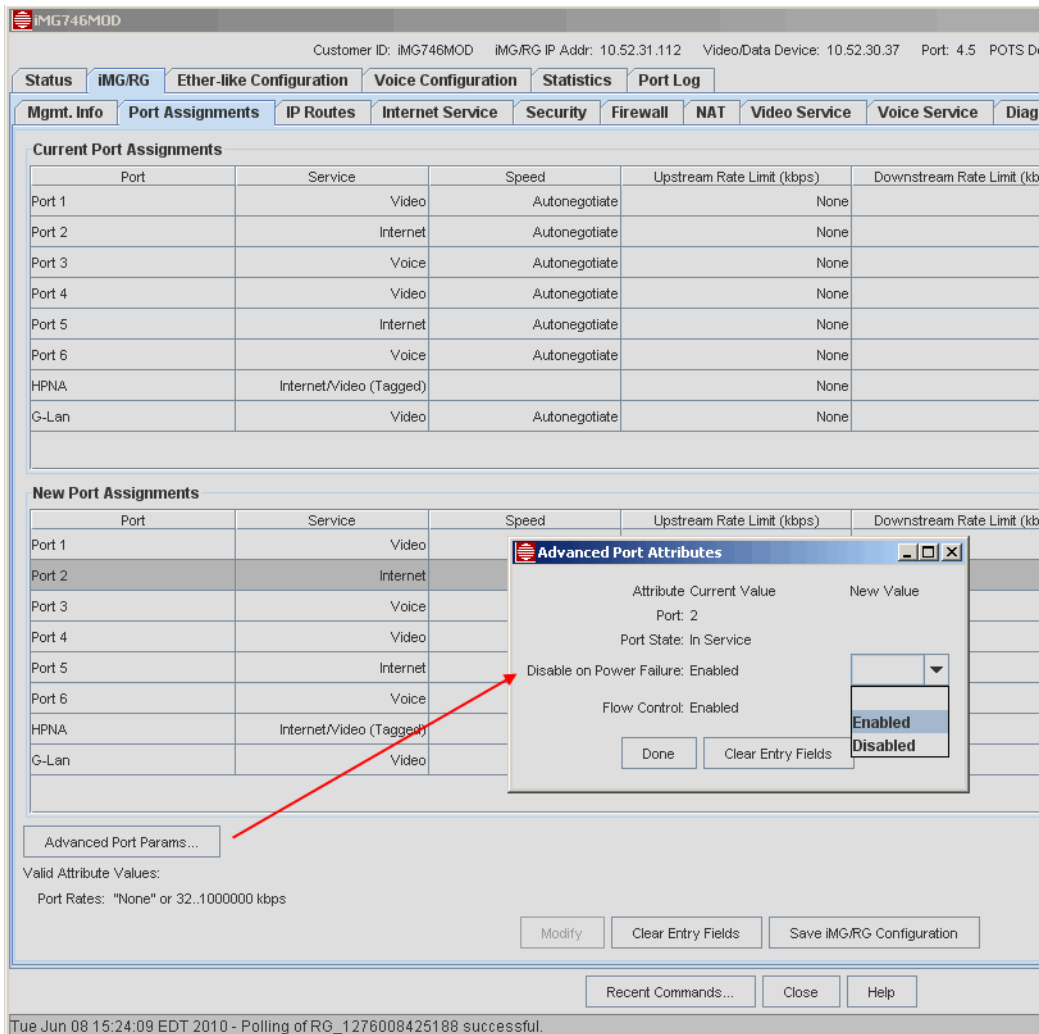 iMG746MOD
Customer ID: iMG746MOD iMG/RG IP Addr: 10.52.31.112 Video/Data Device: 10.52.30.37 Port: 4.5 POTS D
Status iMG/RG Ether-like Configuration Voice Configuration Statistics Port Log
Mgmt. Info Port Assignments IP Routes Internet Service Security Firewall NAT Video Service Voice Service Diag
Current Port Assignments
Port Service Speed Upstream Rate Limit (kbps) Downstream Rate Limit (kb
Port 1 Video Autonegotiate None
Port 2 Internet Autonegotiate None
Port 3 Voice Autonegotiate None
Port 4 Video Autonegotiate None
Port 5 Internet Autonegotiate None
Port 6 Voice Autonegotiate None
HPNA Internet/Video (Tagged) None
G-Lan Video Autonegotiate None
New Port Assignments
Port Service Speed Upstream Rate Limit (kbps) Downstream Rate Limit (kb
Port 1 Video
Port 2 Internet
Port 3 Voice
Port 4 Video
Port 5 Internet
Port 6 Voice
HPNA Internet/Video (Tagged)
G-Lan Video
Advanced Port Attributes
Attribute Current Value New Value
Port: 2
Port State: In Service
Disable on Power Failure: Enabled
Flow Control: Enabled
Enabled
Disabled
Done Clear Entry Fields
Advanced Port Params...
Valid Attribute Values:
Port Rates: "None" or 32..1000000 kbps
Modify Clear Entry Fields Save iMG/RG Configuration
Recent Commands... Close Help
Tue Jun 08 15:24:09 EDT 2010 - Polling of RG_1276008425188 successful.